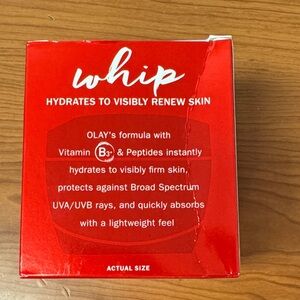 whip
HYDRATES TO VISIBLY RENEW SKIN
OLAY's formula with
Vitamin B3+ & Peptides instantly
hydrates to visibly firm skin,
protects against Broad Spectrum
UVA/UVB rays, and quickly absorbs
with a lightweight feel
ACTUAL SIZE